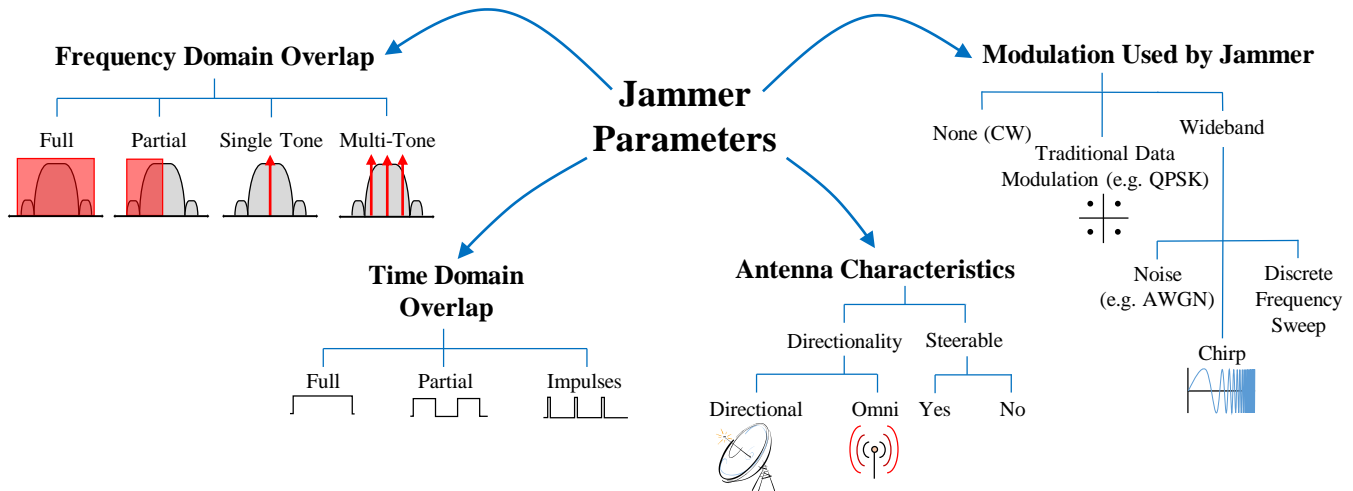 Jammer
Parameters
Frequency Domain Overlap
Full
Partial
Single Tone
Multi-Tone
Time Domain
Overlap
Full
Partial
Impulses
Antenna Characteristics
Directionality
Steerable
Directional
Omni
Yes
No
Modulation Used by Jammer
None (CW)
Traditional Data
Modulation (e.g. QPSK)
Wideband
Noise
(e.g. AWGN)
Chirp
Discrete
Frequency
Sweep